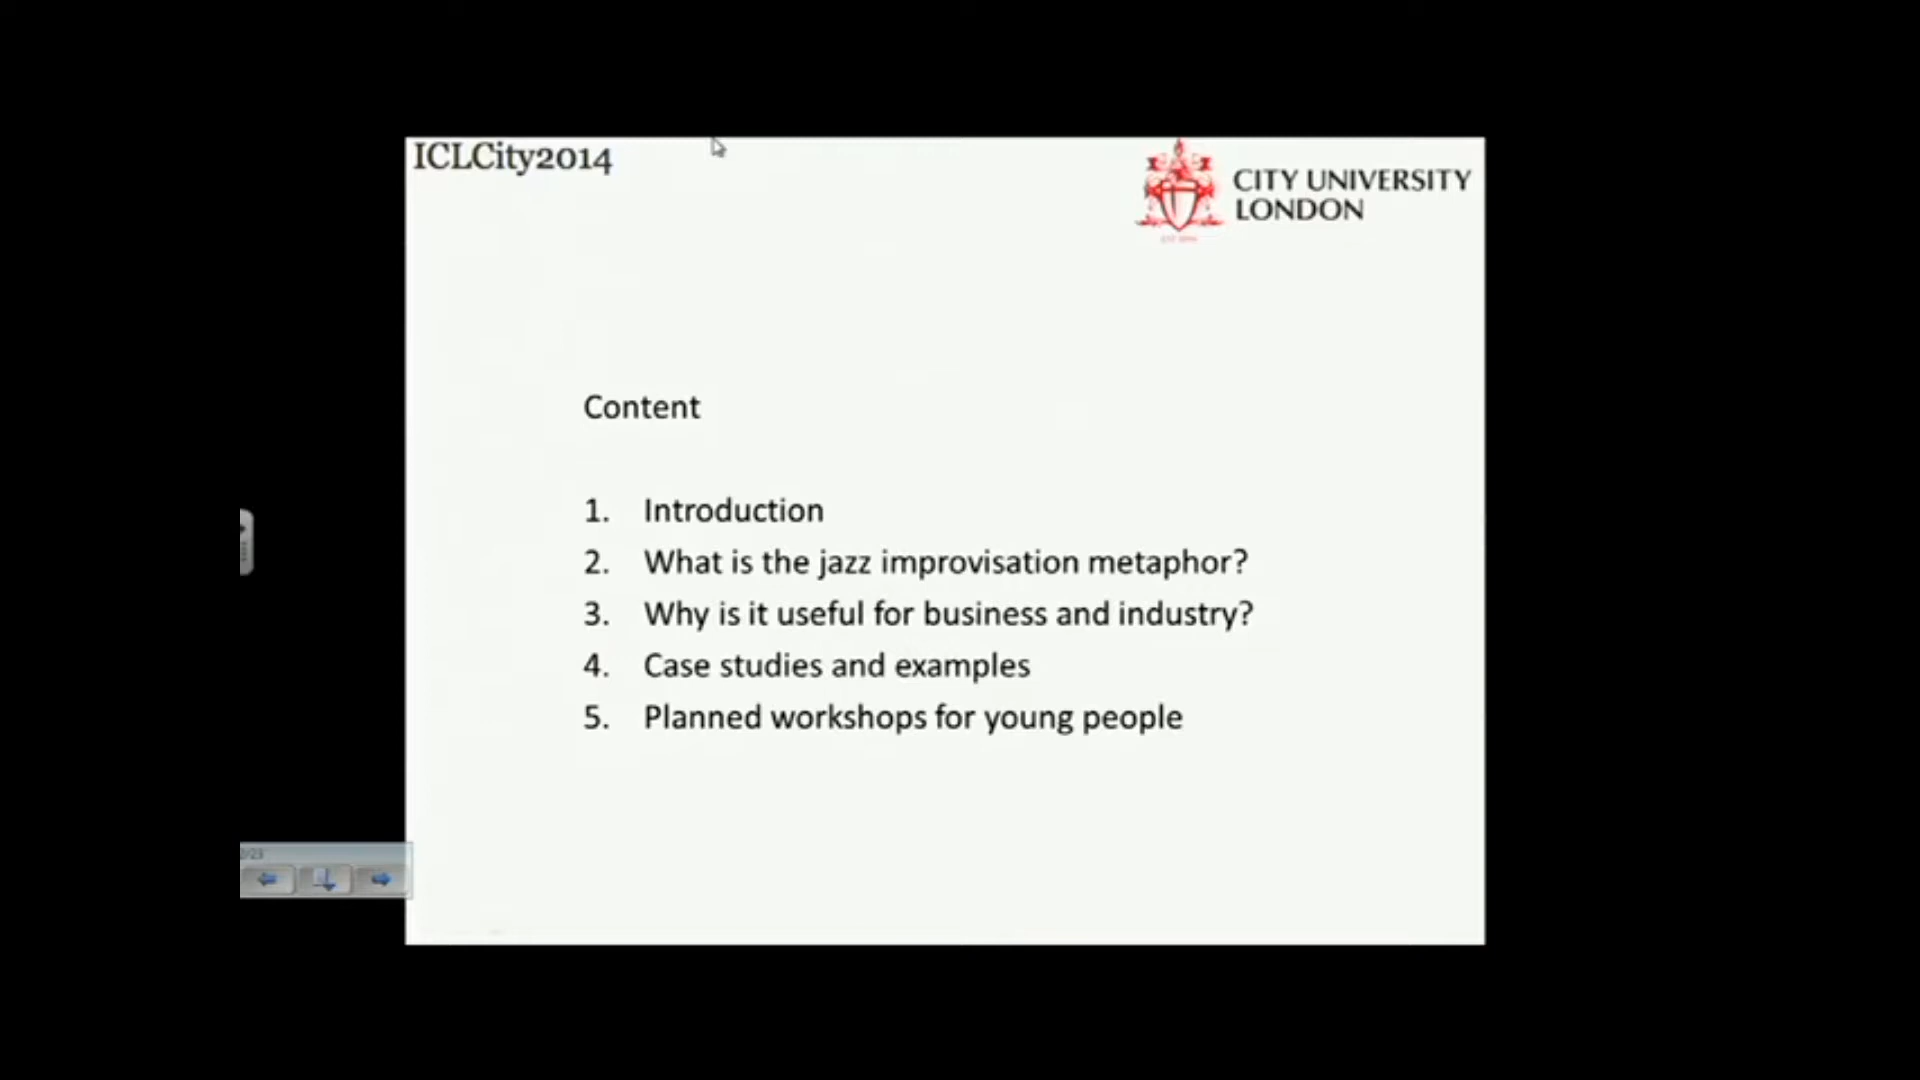 ICLCity2014
CITY UNIVERSITY
LONDON
Content
1. Introduction
2. What is the jazz improvisation metaphor?
3. Why is it useful for business and industry?
4. Case studies and examples
5. Planned workshops for young people